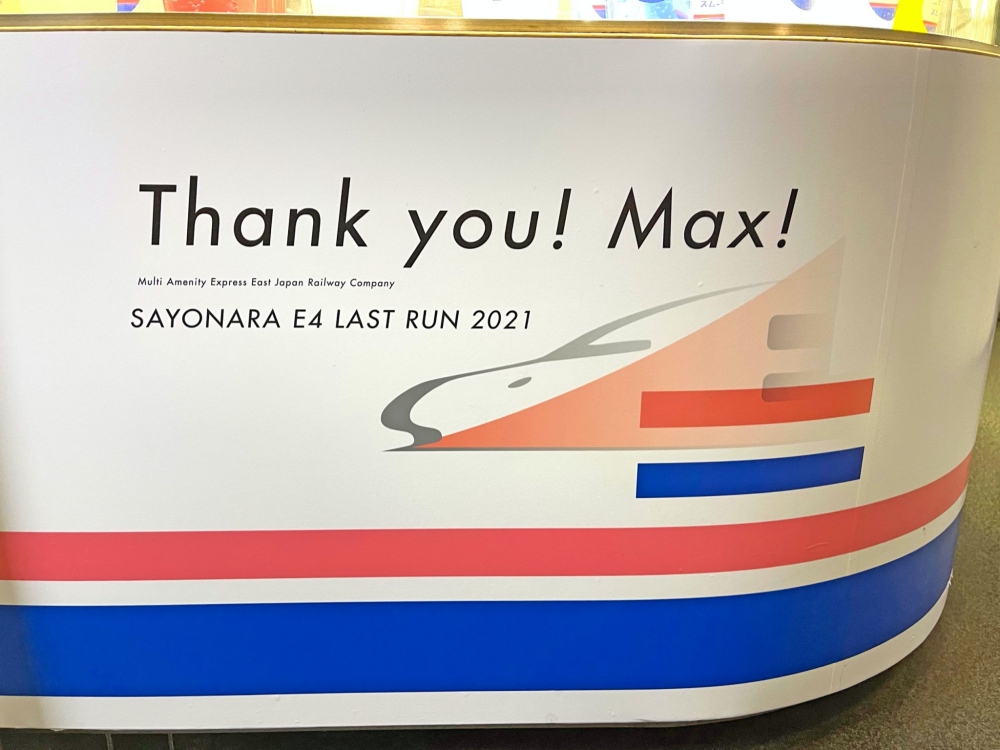 Thank you! Max!
Multi Amenity Express East Japan Railway Company
SAYONARA E4 LAST RUN 2021